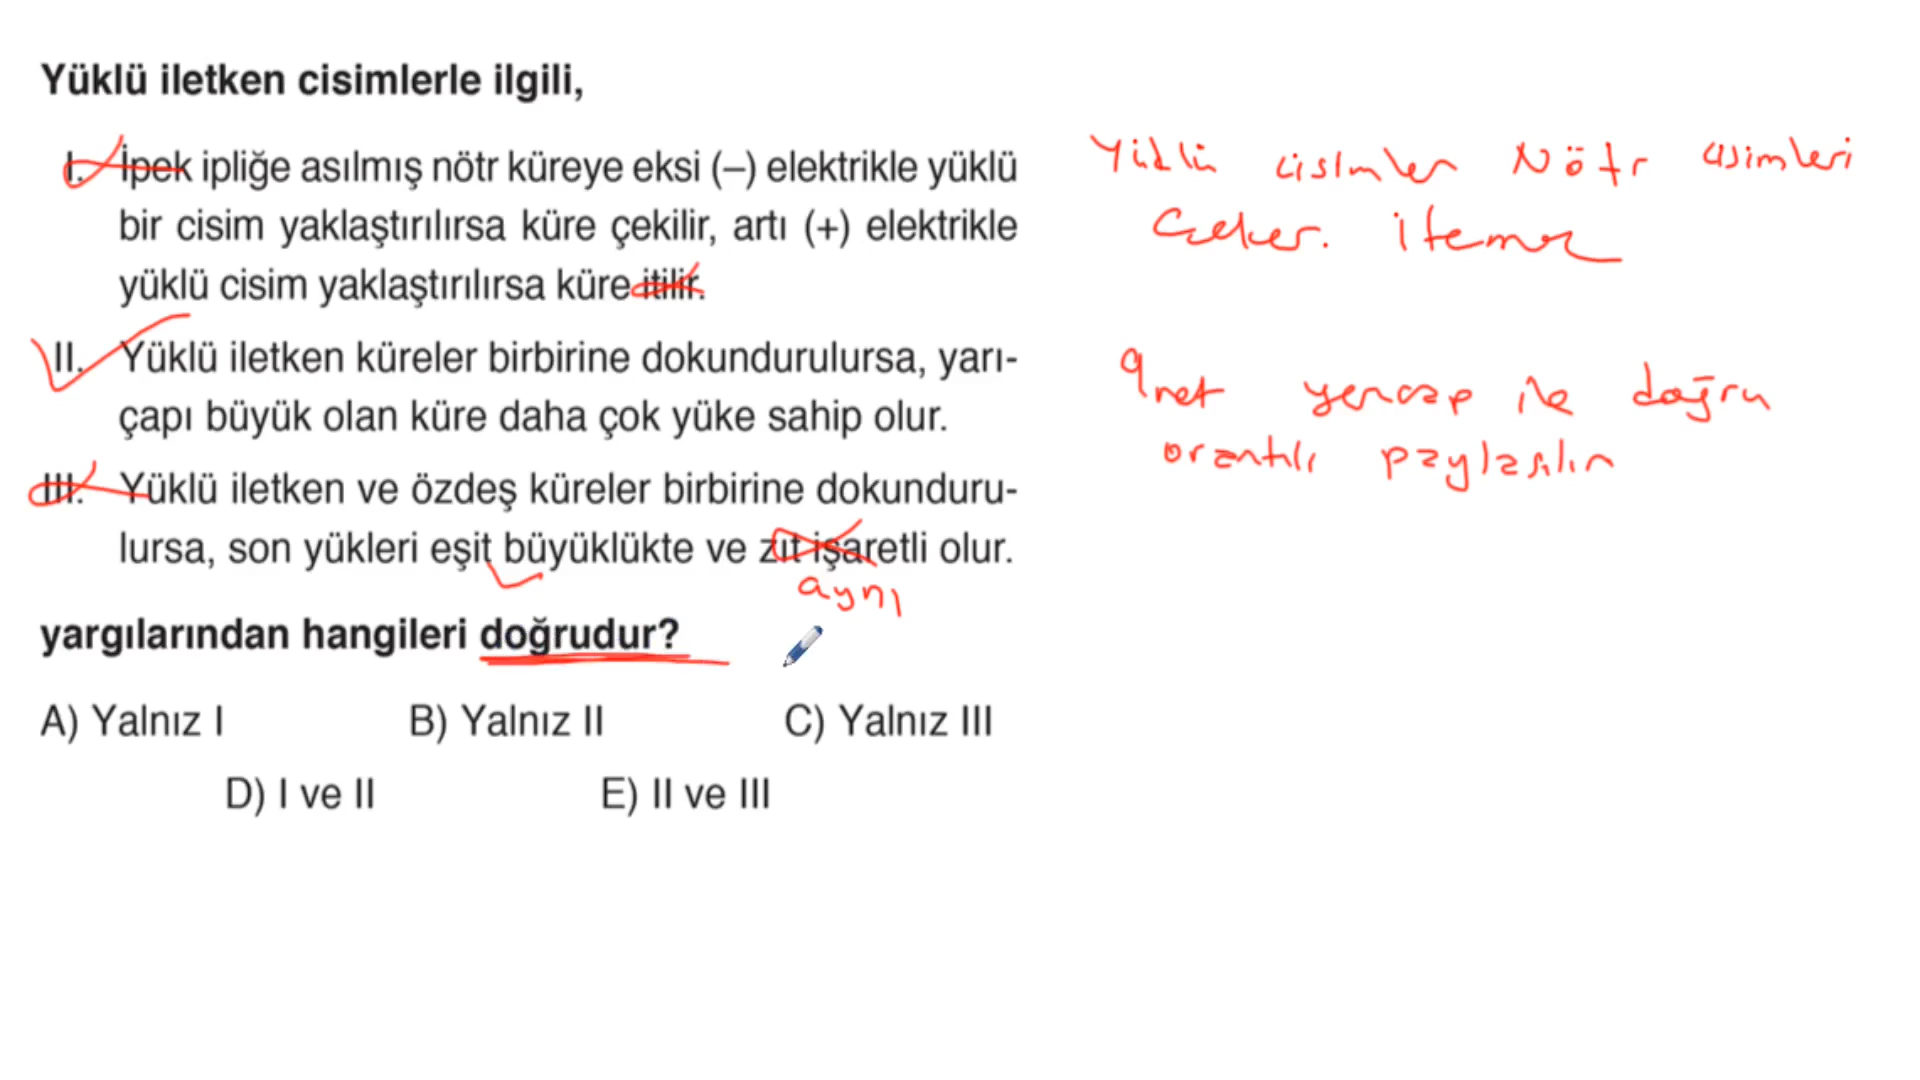 Yüklü iletken cisimlerle ilgili,
I. İpek ipliğe asılmış nötr küreye eksi (–) elektrikle yüklü
bir cisim yaklaştırılırsa küre çekilir, artı (+) elektrikle
yüklü cisim yaklaştırılırsa küre itilir.
II. Yüklü iletken küreler birbirine dokundurulursa, yarı-
çapı büyük olan küre daha çok yüke sahip olur.
III. Yüklü iletken ve özdeş küreler birbirine dokunduru-
lursa, son yükleri eşit büyüklükte ve zıt işaretli olur.
aynı
yargılarından hangileri doğrudur?
A) Yalnız I B) Yalnız II C) Yalnız III
D) I ve II E) II ve III
Yüklü cisimler Nötr cisimleri
Çeker. itemez
qnet yarıçap ile doğru
orantılı paylaşılır